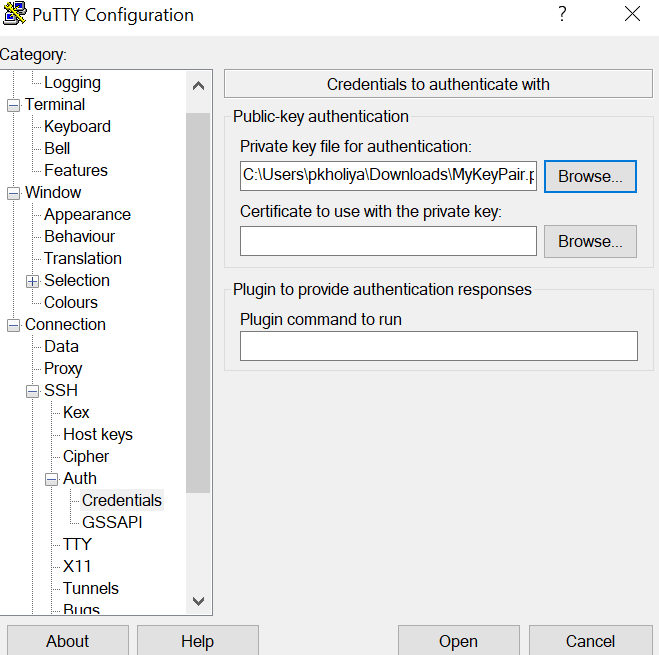 PuTTY Configuration
?
Category:
Logging
Terminal
Keyboard
Bell
Features
Window
Appearance
Behaviour
Translation
Selection
Colours
Connection
Data
Proxy
SSH
Kex
Host keys
Cipher
Auth
Credentials
GSSAPI
TTY
X11
Tunnels
Bugs
Credentials to authenticate with
Public-key authentication
Private key file for authentication:
C:\Users\pkholiya\Downloads\MyKeyPair.p
Browse...
Certificate to use with the private key:
Browse...
Plugin to provide authentication responses
Plugin command to run
About
Help
Open
Cancel